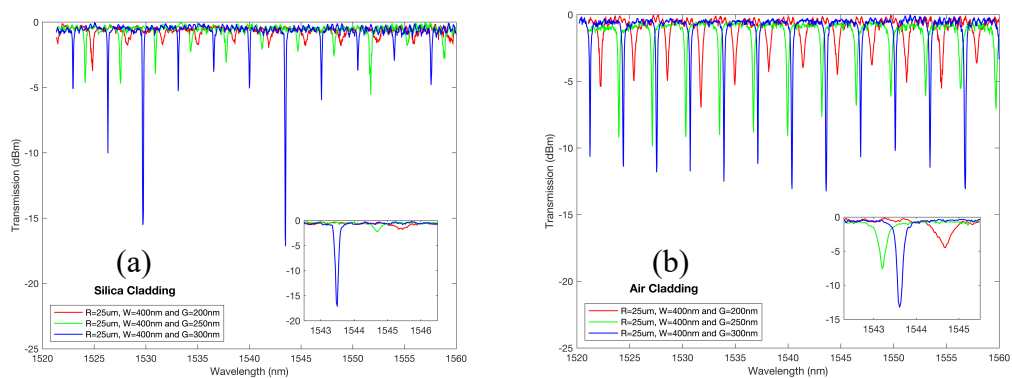 0
-5
-10
-15
-20
-25
Transmission (dBm)
1520 1525 1530 1535 1540 1545 1550 1555 1560
Wavelength (nm)
(a)
Silica Cladding
R=25um, W=400nm and G=200nm
R=25um, W=400nm and G=250nm
R=25um, W=400nm and G=300nm
0
-5
-10
-15
-20
1543 1544 1545 1546
0
-5
-10
-15
-20
-25
Transmission (dBm)
1520 1525 1530 1535 1540 1545 1550 1555 1560
Wavelength (nm)
(b)
Air Cladding
R=25um, W=400nm and G=200nm
R=25um, W=400nm and G=250nm
R=25um, W=400nm and G=300nm
0
-5
-10
-15
1543 1544 1545